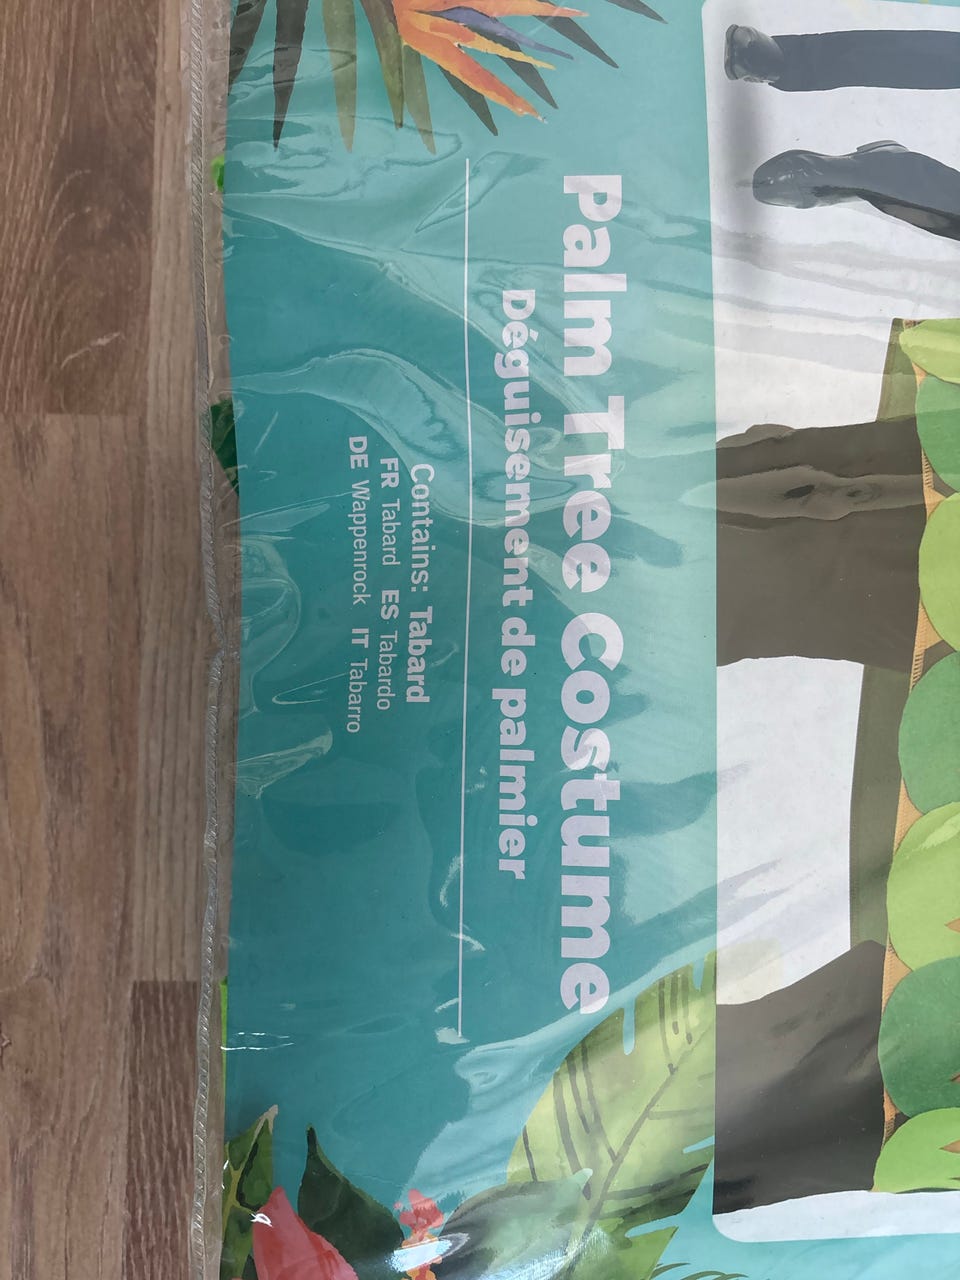 Palm Tree Costume
Déguisement de palmier
Contains: Tabard
FR Tabard ES Tabardo
DE Wappenrock IT Tabarro